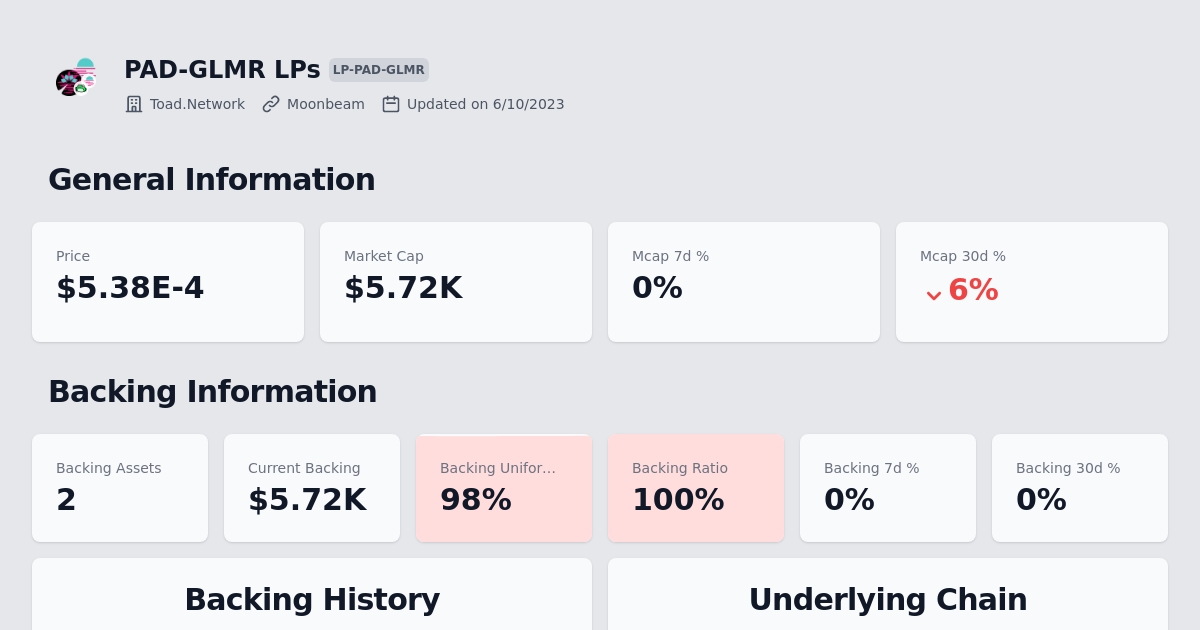 PAD-GLMR LPs LP-PAD-GLMR
Toad.Network Moonbeam Updated on 6/10/2023
General Information
Price
$5.38E-4
Market Cap
$5.72K
Mcap 7d %
0%
Mcap 30d %
6%
Backing Information
Backing Assets
2
Current Backing
$5.72K
Backing Unifor...
98%
Backing Ratio
100%
Backing 7d %
0%
Backing 30d %
0%
Backing History
Underlying Chain